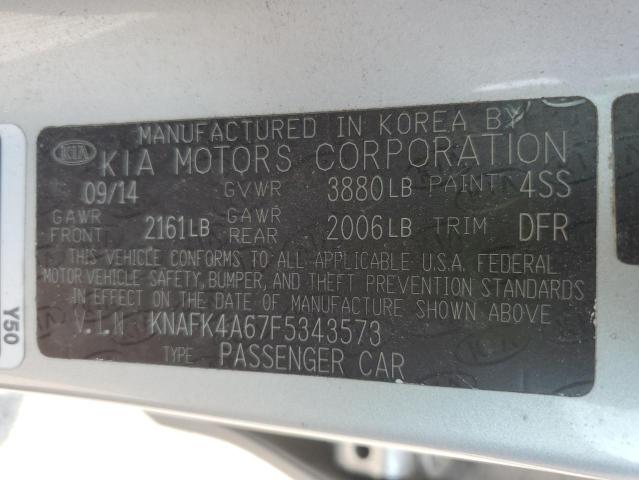 MANUFACTURED IN KOREA BY
KIA KIA MOTORS CORPORATION
09/14 GVWR 3880LB PAINT 4SS
GAWR FRONT 2161LB GAWR REAR 2006LB TRIM DFR
THIS VEHICLE CONFORMS TO ALL APPLICABLE U.S.A. FEDERAL
MOTOR VEHICLE SAFETY, BUMPER, AND THEFT PREVENTION STANDARDS
IN EFFECT ON THE DATE OF MANUFACTURE SHOWN ABOVE
V.I.N KNAFK4A67F5343573
TYPE PASSENGER CAR
Y50